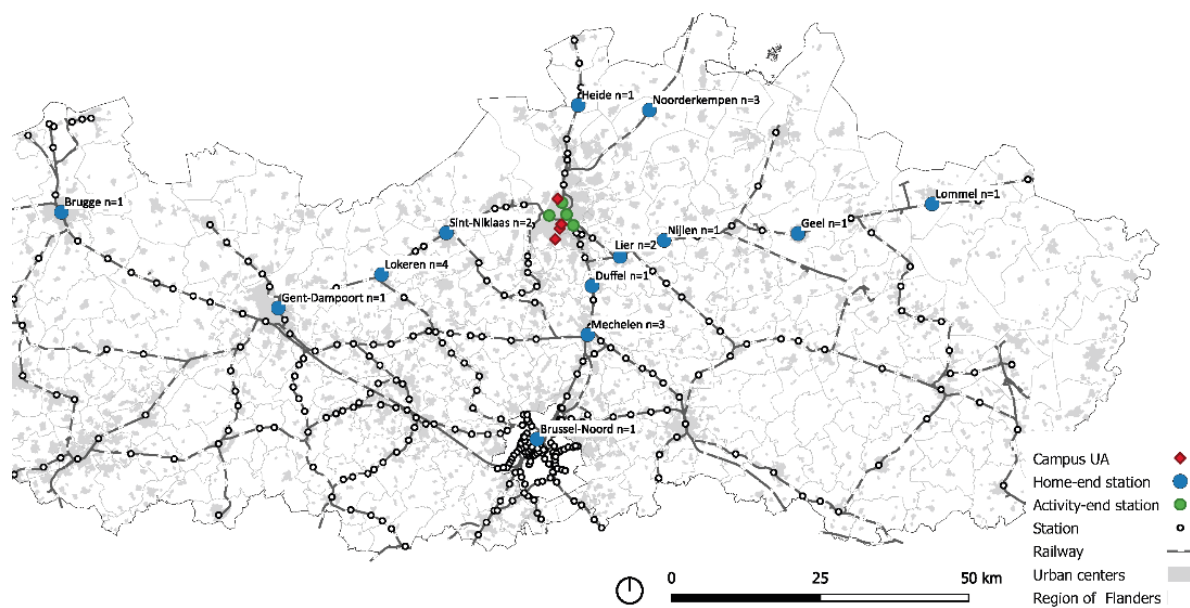 Heide n=1
Noorderkempen n=3
Lommel n=1
Brugge n=1
Sint-Niklaas n=2
Nijlen n=1
Geel n=1
Lier n=2
Lokeren n=4
Duffel n=1
Gent-Dampoort n=1
Mechelen n=3
Brussel-Noord n=1
Campus UA
Home-end station
Activity-end station
Station
Railway
Urban centers
Region of Flanders
0 25 50 km